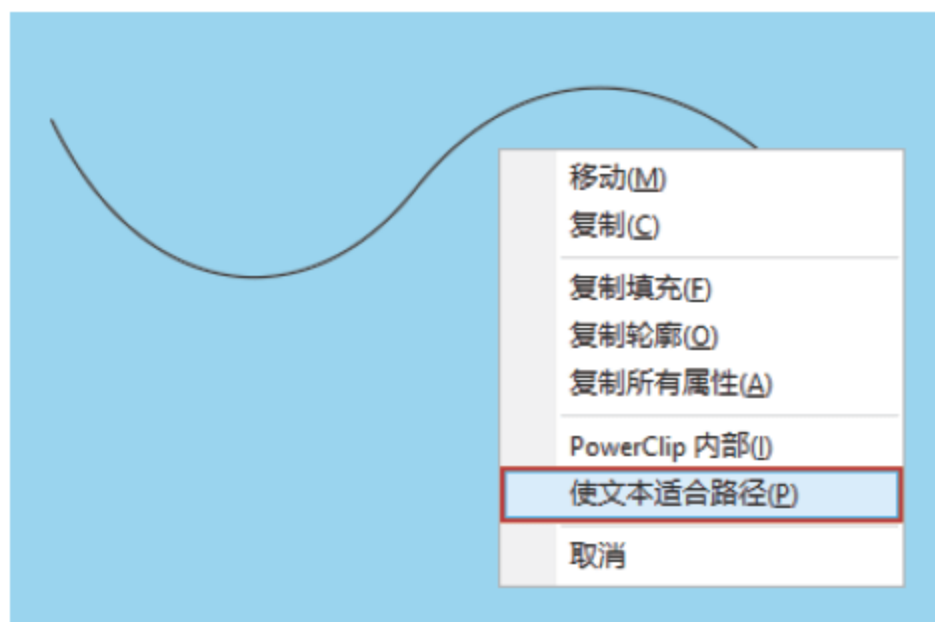 移动(M)
复制(C)
复制填充(F)
复制轮廓(O)
复制所有属性(A)
PowerClip 内部(I)
使文本适合路径(P)
取消